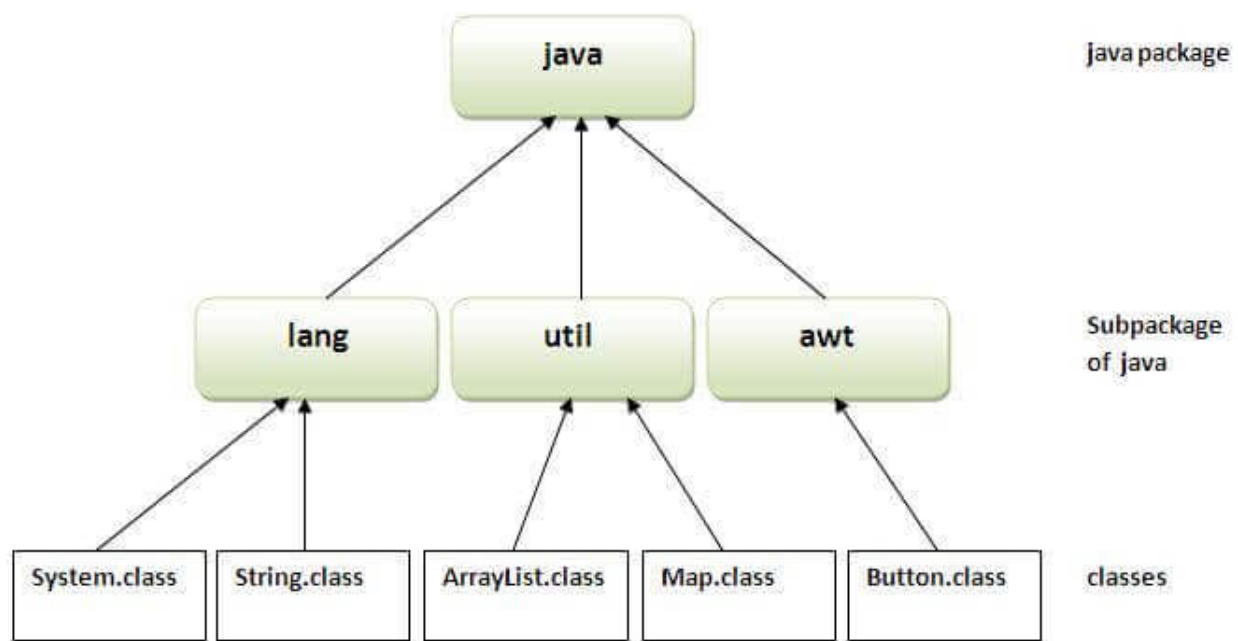 java
java package
lang
util
awt
Subpackage
of java
System.class
String.class
ArrayList.class
Map.class
Button.class
classes